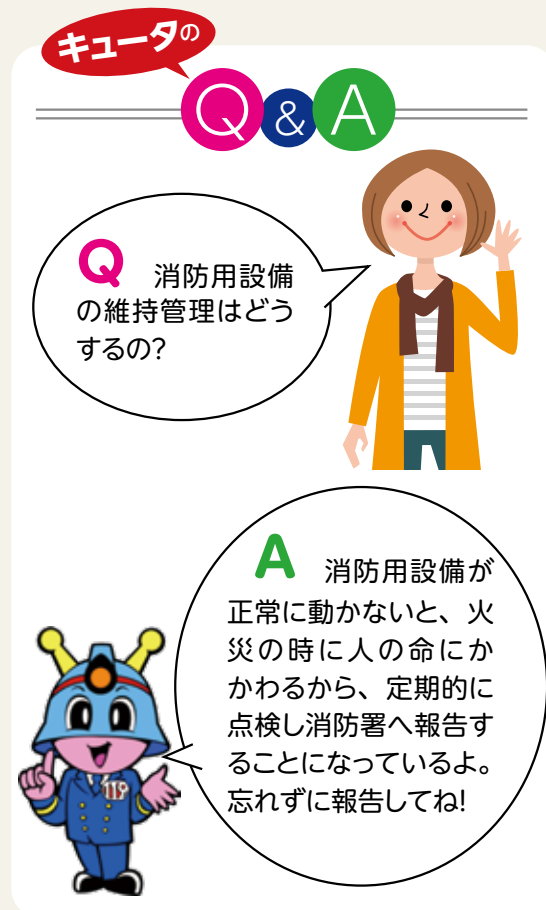 キュータの
Q&A
Q 消防用設備
の維持管理はどう
するの?
A 消防用設備が
正常に動かないと、火
災の時に人の命にか
かわるから、定期的に
点検し消防署へ報告す
ることになっているよ。
忘れずに報告してね!
119